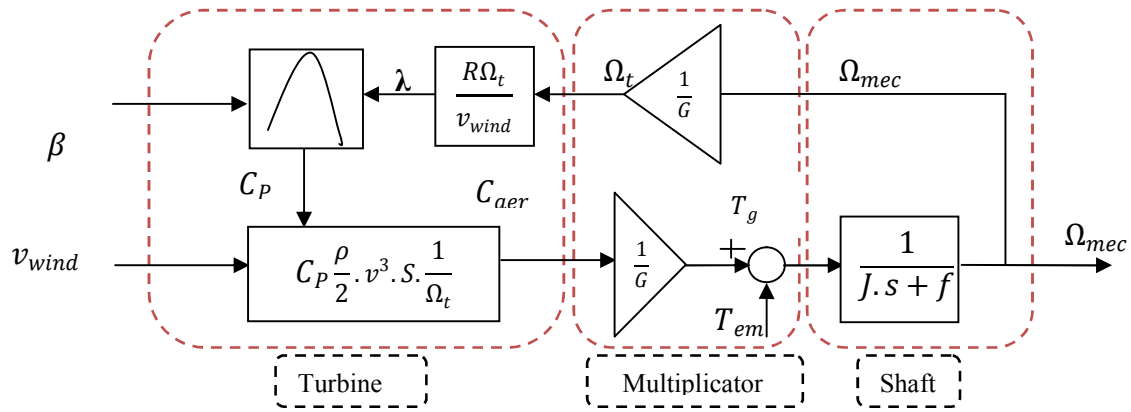 β
v_wind
λ
RΩ_t / v_wind
Ω_t
1/G
Ω_mec
C_P
C_aer
C_P ρ/2 . v³ . S . 1/Ω_t
1/G
T_g
+
T_em
1 / J.s + f
Ω_mec
Turbine
Multiplicator
Shaft